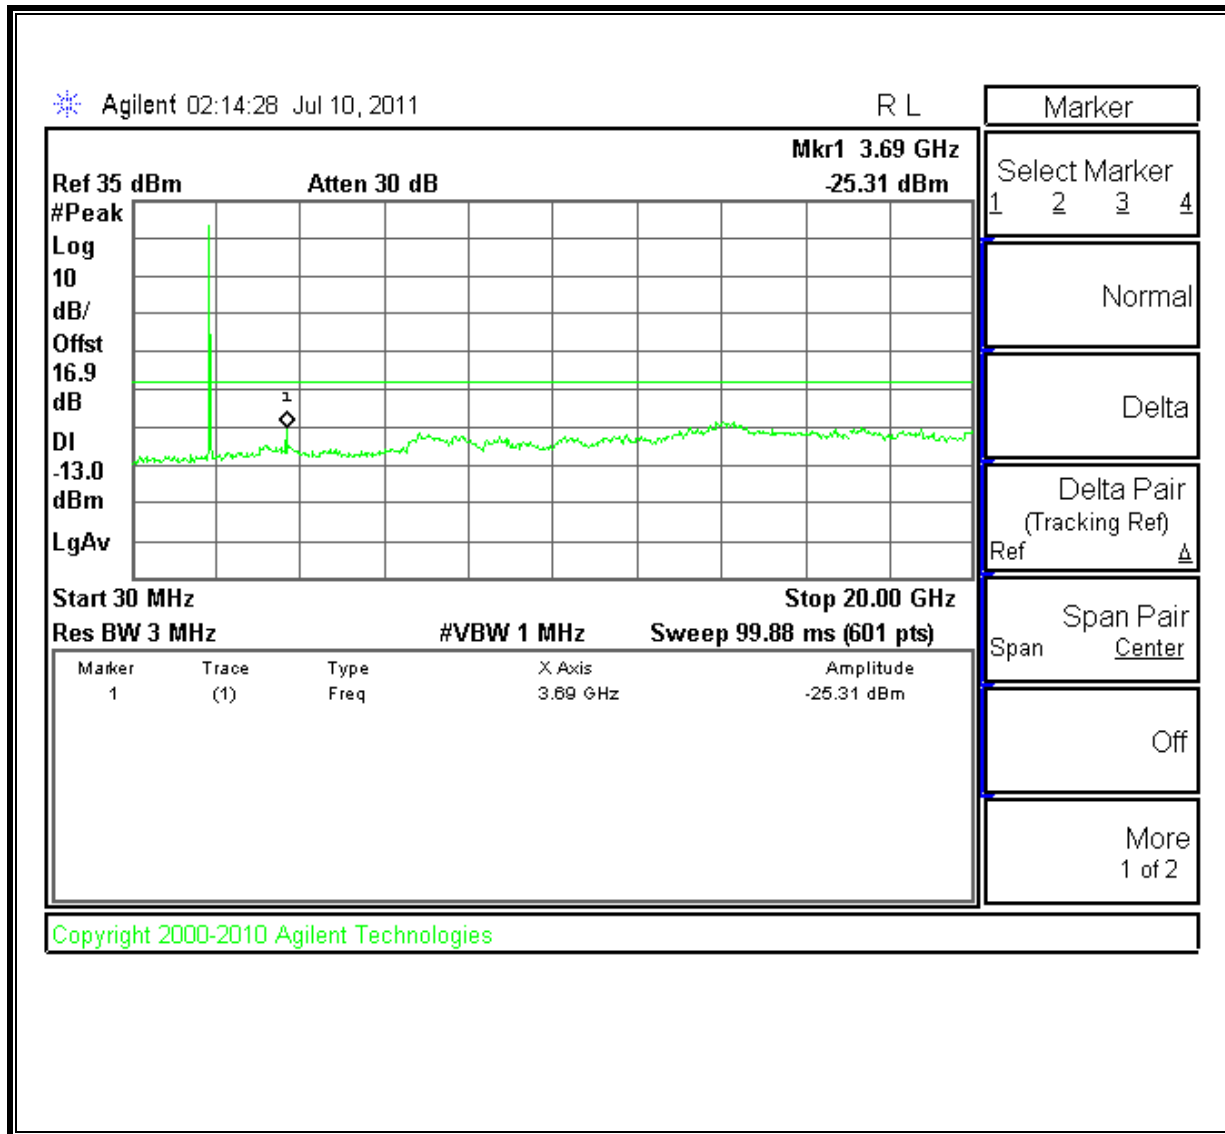 Agilent 02:14:28 Jul 10, 2011 R L
Mkr1 3.69 GHz
Ref 35 dBm Atten 30 dB -25.31 dBm
#Peak
Log
10
dB/
Offst
16.9
dB
DI
-13.0
dBm
LgAv
1
Start 30 MHz Stop 20.00 GHz
Res BW 3 MHz #VBW 1 MHz Sweep 99.88 ms (601 pts)
Marker Trace Type X Axis Amplitude
1 (1) Freq 3.69 GHz -25.31 dBm
Copyright 2000-2010 Agilent Technologies
Marker
Select Marker
1 2 3 4
Normal
Delta
Delta Pair
(Tracking Ref)
Ref Δ
Span Pair
Span Center
Off
More
1 of 2